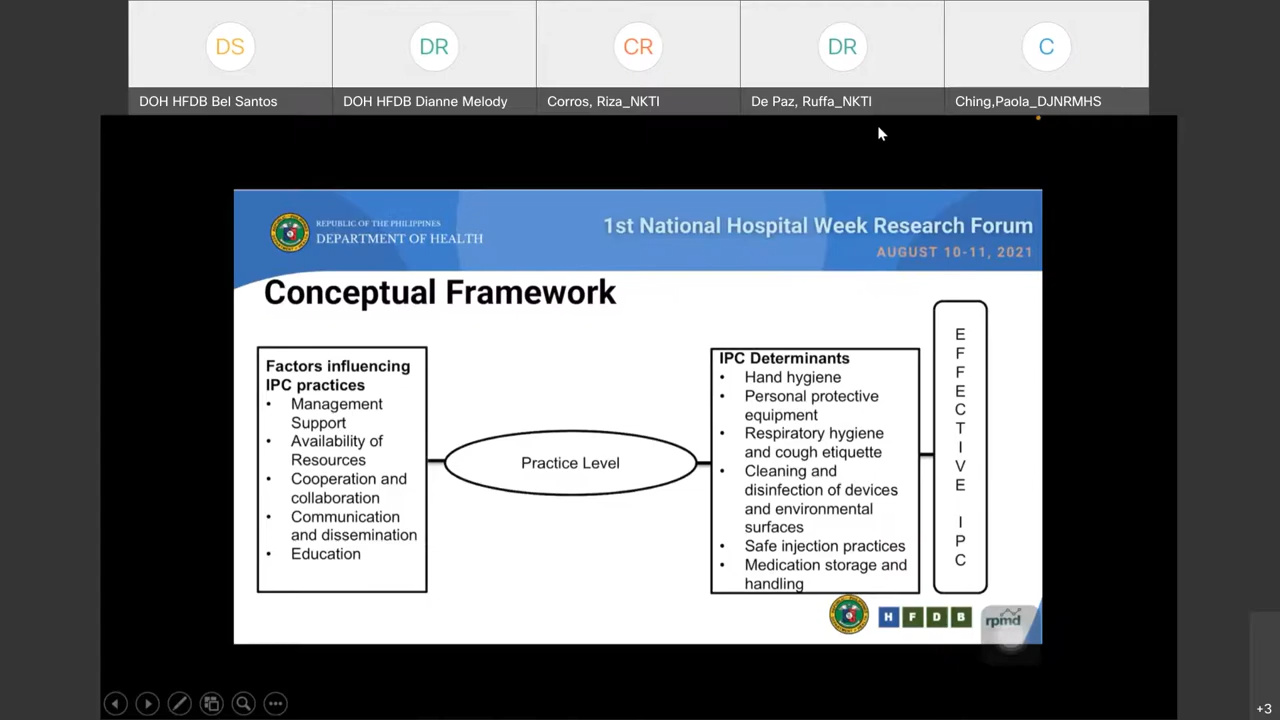 DS
DR
CR
DR
C
DOH HFDB Bel Santos
DOH HFDB Dianne Melody
Corros, Riza_NKTI
De Paz, Ruffa_NKTI
Ching,Paola_DJNRMHS
REPUBLIC OF THE PHILIPPINES
DEPARTMENT OF HEALTH
1st National Hospital Week Research Forum
AUGUST 10-11, 2021
Conceptual Framework
Factors influencing
IPC practices
• Management
Support
• Availability of
Resources
• Cooperation and
collaboration
• Communication
and dissemination
• Education
Practice Level
IPC Determinants
• Hand hygiene
• Personal protective
equipment
• Respiratory hygiene
and cough etiquette
• Cleaning and
disinfection of devices
and environmental
surfaces
• Safe injection practices
• Medication storage and
handling
E
F
F
E
C
T
I
V
E
I
P
C
H F D B
rpmd
+3